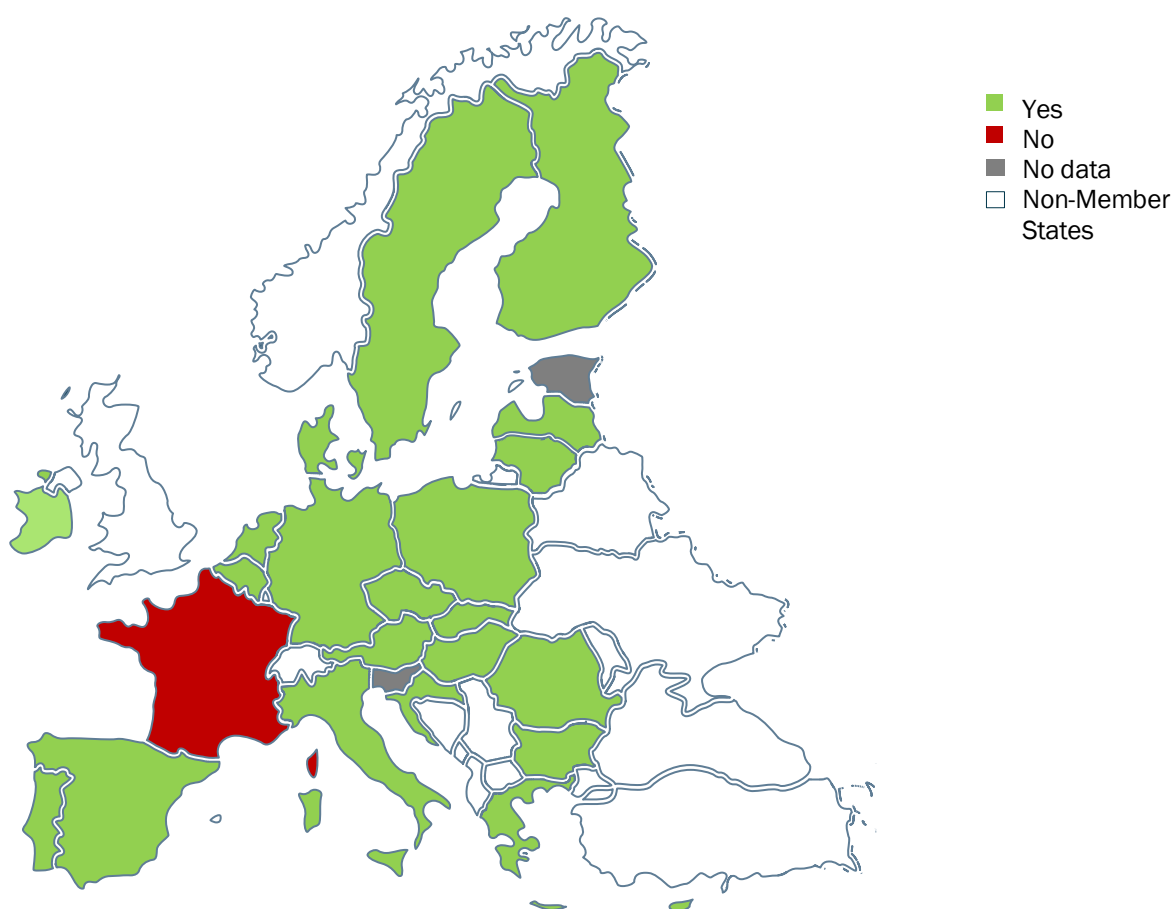 Yes
No
No data
Non-Member
States